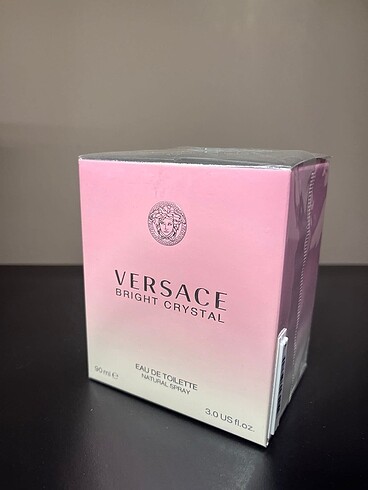 VERSACE
BRIGHT CRYSTAL
EAU DE TOILETTE
NATURAL SPRAY
90 ml ℮
3.0 US fl.oz.